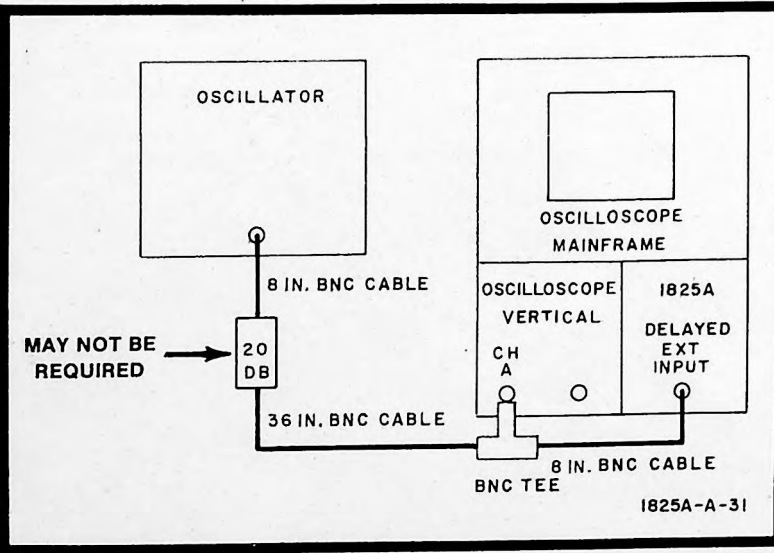 OSCILLATOR
OSCILLOSCOPE
MAINFRAME
8 IN. BNC CABLE
OSCILLOSCOPE
VERTICAL
CH
A
1825A
DELAYED
EXT
INPUT
MAY NOT BE
REQUIRED
20
DB
36 IN. BNC CABLE
BNC TEE
8 IN. BNC CABLE
1825A-A-31